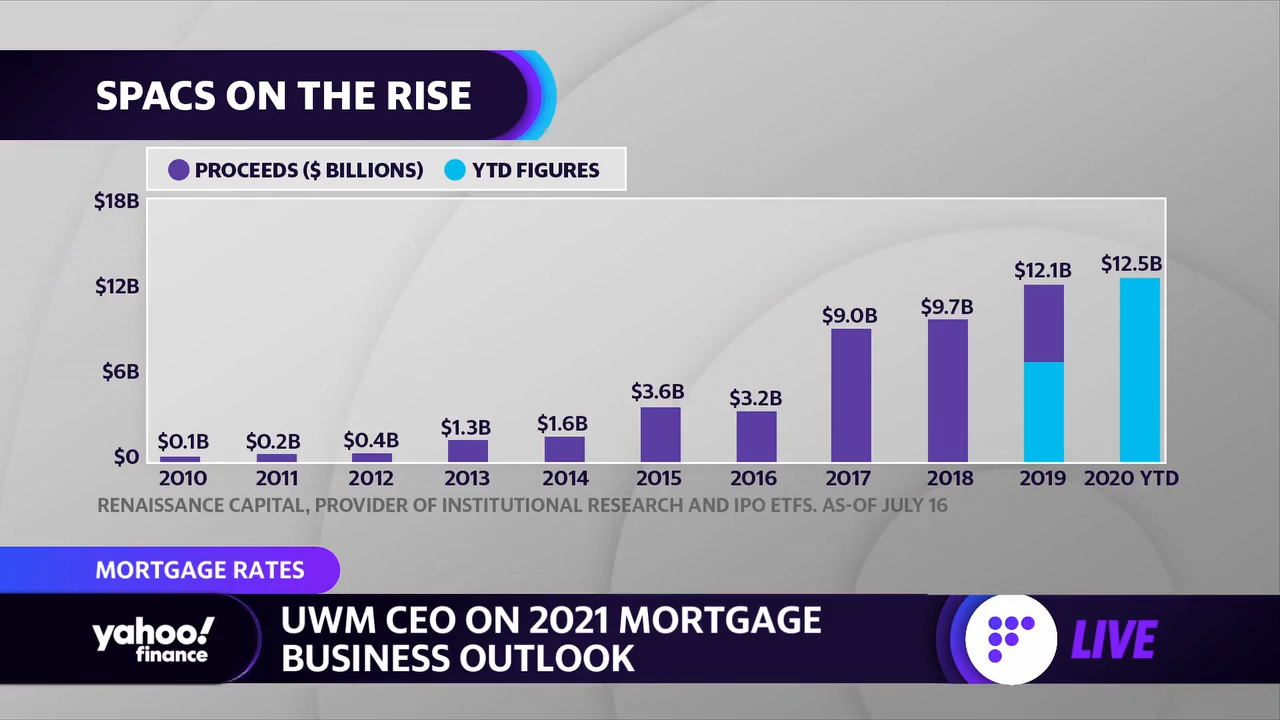 SPACS ON THE RISE
PROCEEDS ($ BILLIONS) YTD FIGURES
$18B
$12B
$6B
$0
$0.1B $0.2B $0.4B $1.3B $1.6B $3.6B $3.2B $9.0B $9.7B $12.1B $12.5B
2010 2011 2012 2013 2014 2015 2016 2017 2018 2019 2020 YTD
RENAISSANCE CAPITAL, PROVIDER OF INSTITUTIONAL RESEARCH AND IPO ETFS. AS-OF JULY 16
MORTGAGE RATES
yahoo!
finance
UWM CEO ON 2021 MORTGAGE
BUSINESS OUTLOOK
LIVE